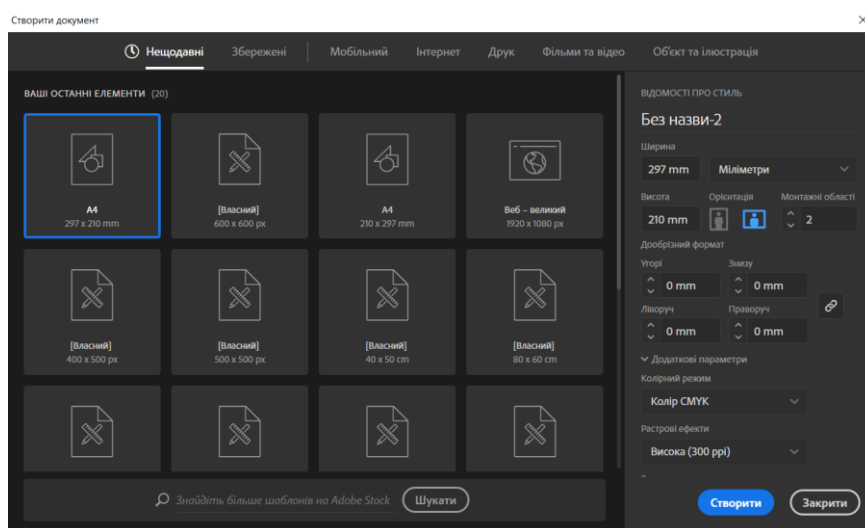 Створити документ
Нещодавні Збережені Мобільний Інтернет Друк Фільми та відео Об'єкт та ілюстрація
ВАШІ ОСТАННІ ЕЛЕМЕНТИ (20)
A4
297 x 210 mm
[Власний]
600 x 600 px
A4
210 x 297 mm
Веб – великий
1920 x 1080 px
[Власний]
400 x 500 px
[Власний]
500 x 500 px
[Власний]
40 x 50 cm
[Власний]
80 x 60 cm
Знайдіть більше шаблонів на Adobe Stock Шукати
ВІДОМОСТІ ПРО СТИЛЬ
Без назви-2
Ширина
297 mm Міліметри
Висота Орієнтація Монтажні області
210 mm 2
Дообрізний формат
Угорі Знизу
0 mm 0 mm
Ліворуч Праворуч
0 mm 0 mm
Додаткові параметри
Колірний режим
Колір CMYK
Растрові ефекти
Висока (300 ppi)
Створити Закрити